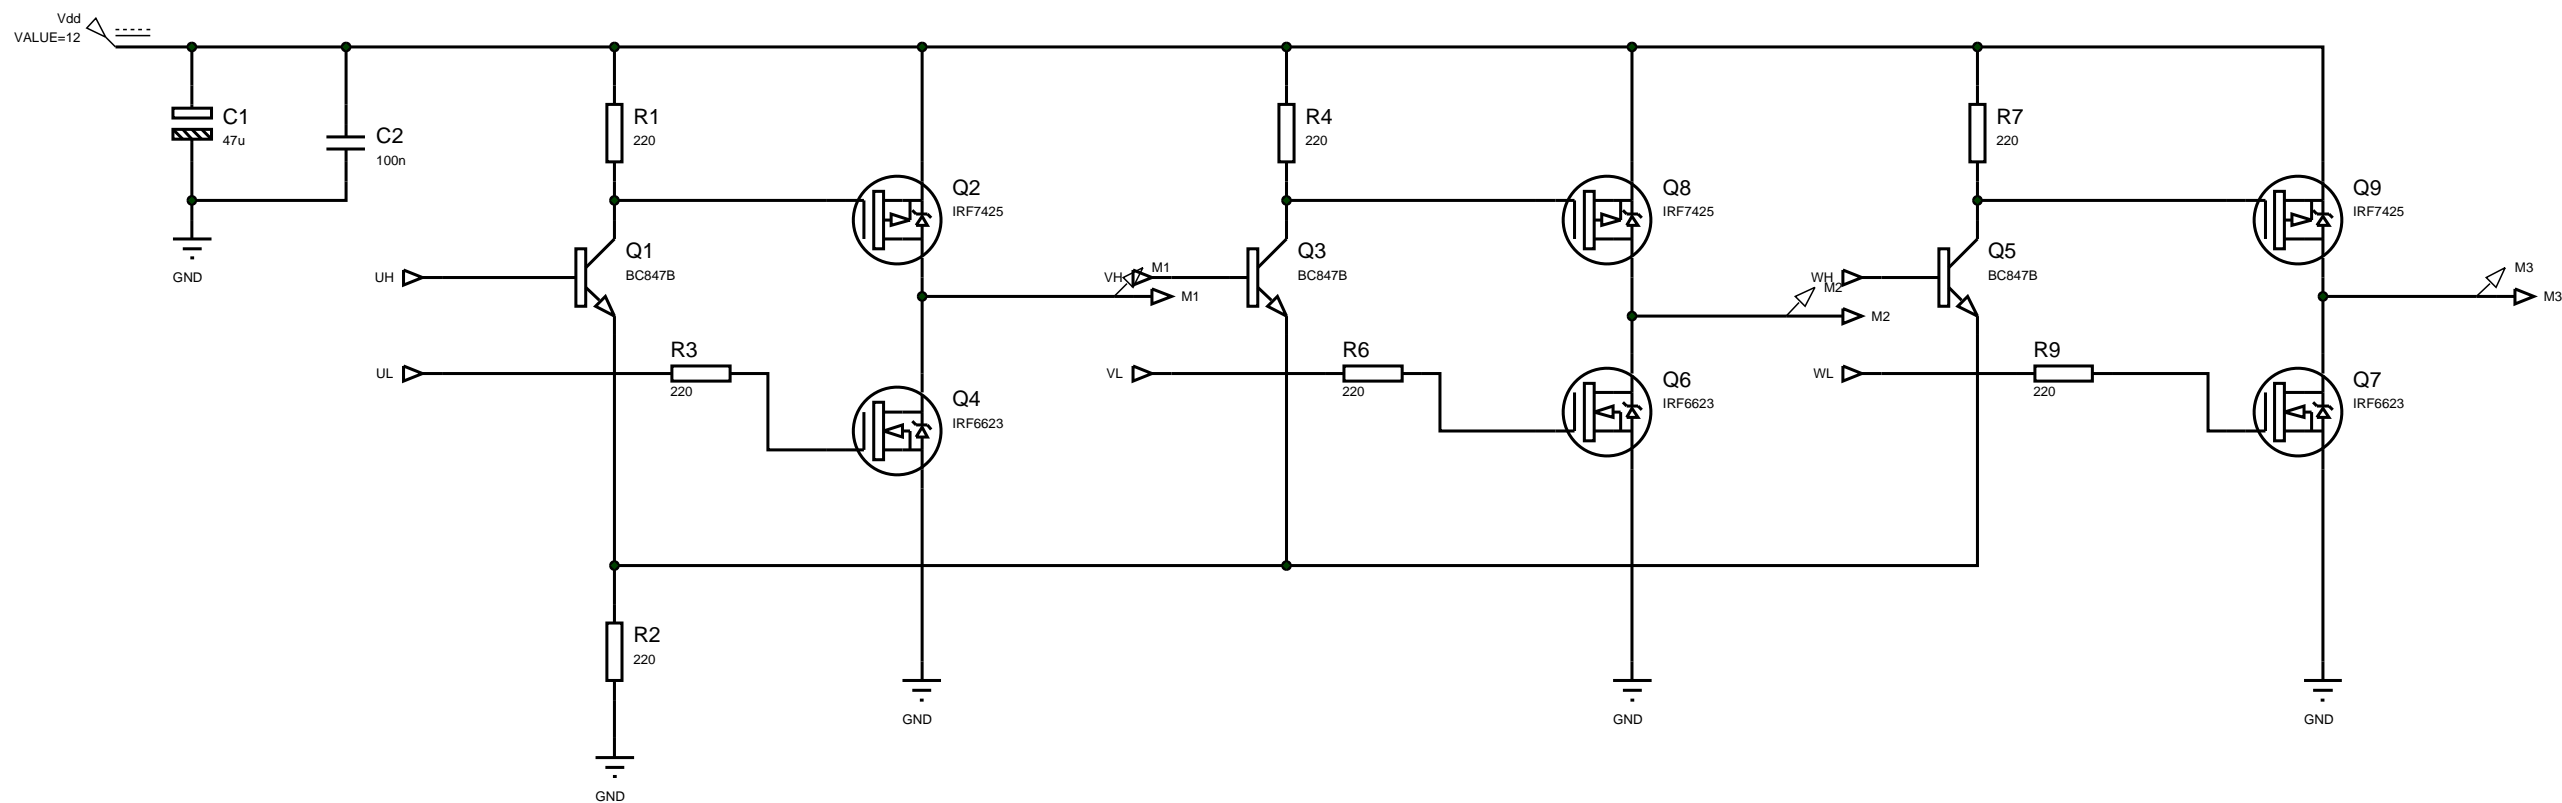 Vdd
VALUE=12
C1
47u
C2
100n
GND
R1
220
Q2
IRF7425
Q1
BC847B
UH
M1
M1
UL
R3
220
Q4
IRF6623
R2
220
GND
GND
R4
220
Q8
IRF7425
VH
Q3
BC847B
M2
M2
VL
R6
220
Q6
IRF6623
GND
R7
220
Q9
IRF7425
WH
Q5
BC847B
M3
M3
WL
R9
220
Q7
IRF6623
GND